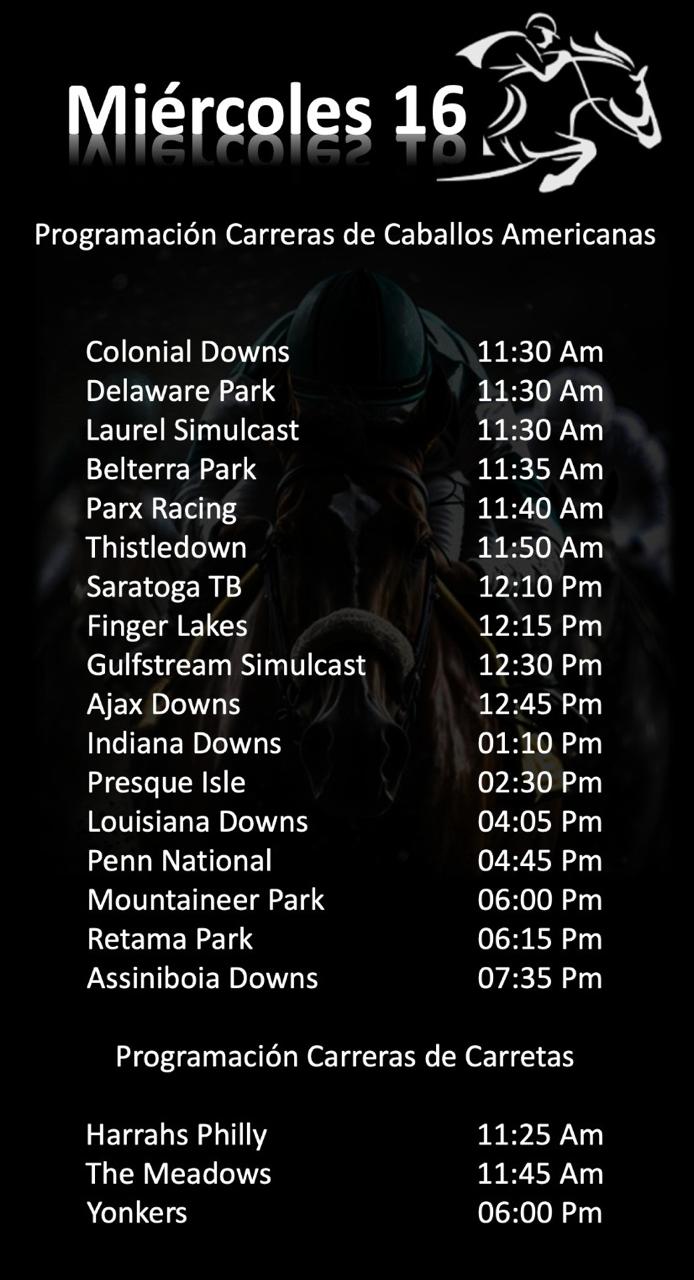 Miércoles 16
Programación Carreras de Caballos Americanas
Colonial Downs 11:30 Am
Delaware Park 11:30 Am
Laurel Simulcast 11:30 Am
Belterra Park 11:35 Am
Parx Racing 11:40 Am
Thistledown 11:50 Am
Saratoga TB 12:10 Pm
Finger Lakes 12:15 Pm
Gulfstream Simulcast 12:30 Pm
Ajax Downs 12:45 Pm
Indiana Downs 01:10 Pm
Presque Isle 02:30 Pm
Louisiana Downs 04:05 Pm
Penn National 04:45 Pm
Mountaineer Park 06:00 Pm
Retama Park 06:15 Pm
Assiniboia Downs 07:35 Pm
Programación Carreras de Carretas
Harrahs Philly 11:25 Am
The Meadows 11:45 Am
Yonkers 06:00 Pm